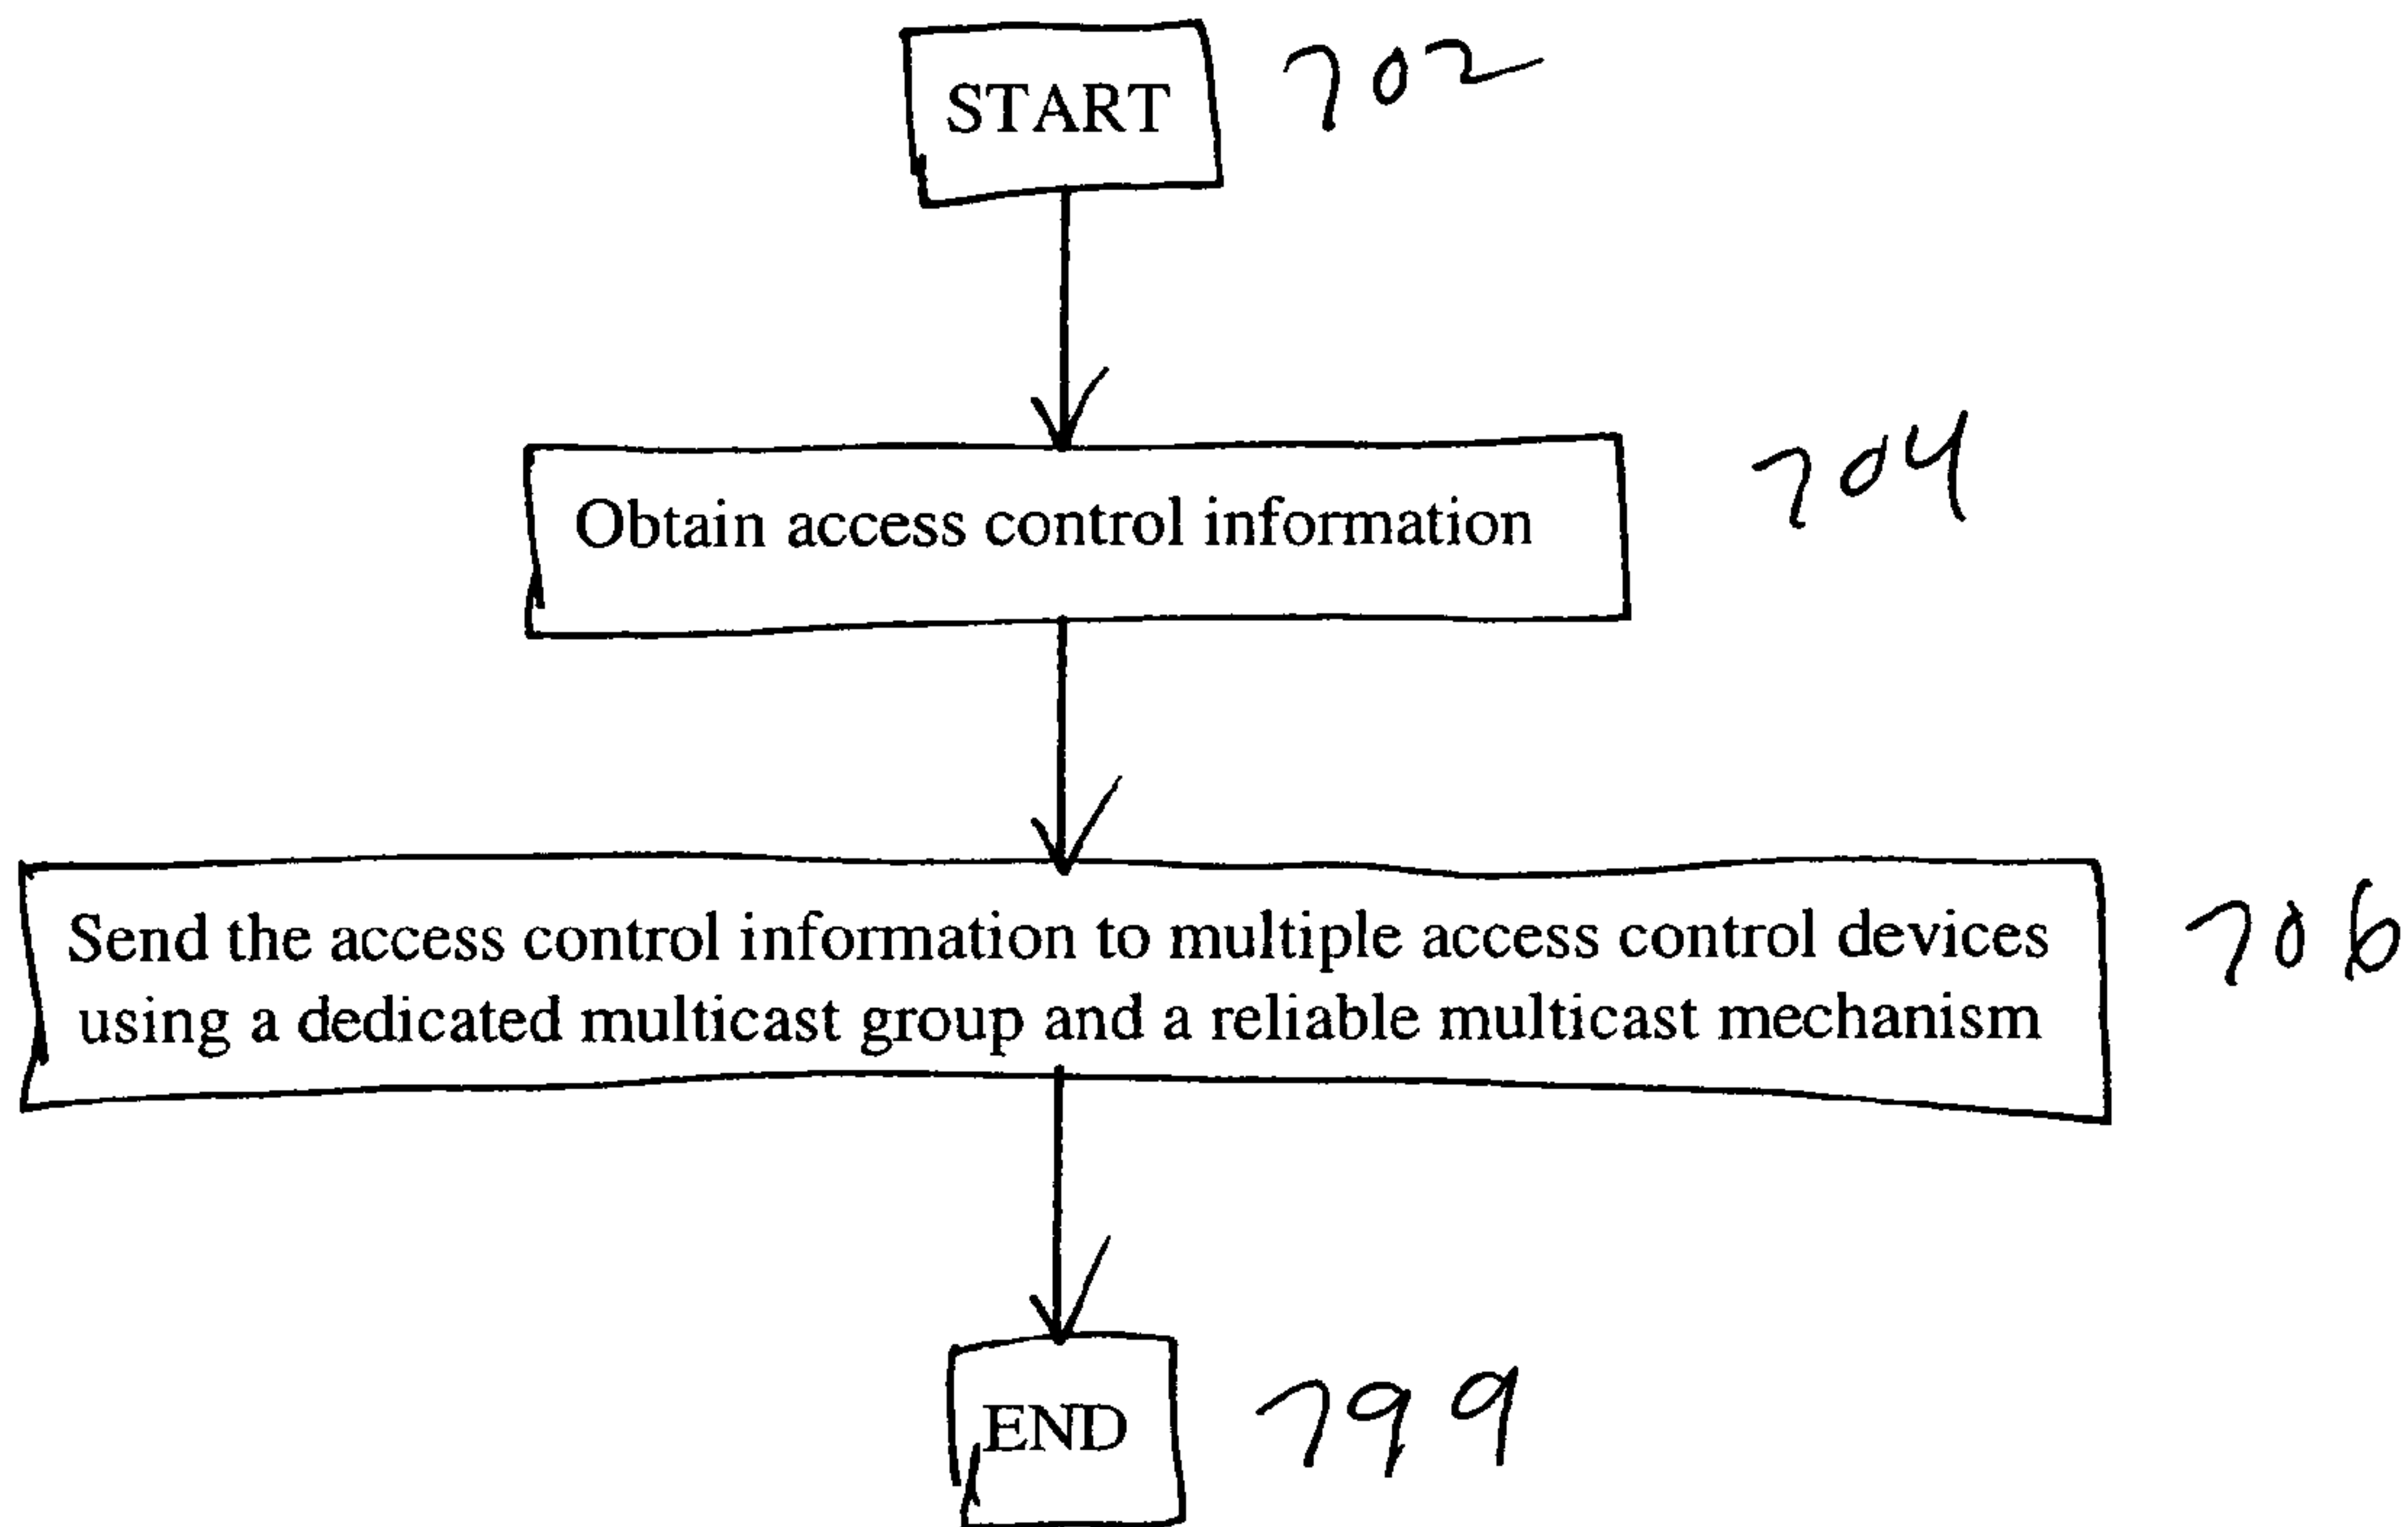 START 702
Obtain access control information 704
Send the access control information to multiple access control devices 706
using a dedicated multicast group and a reliable multicast mechanism
END 799